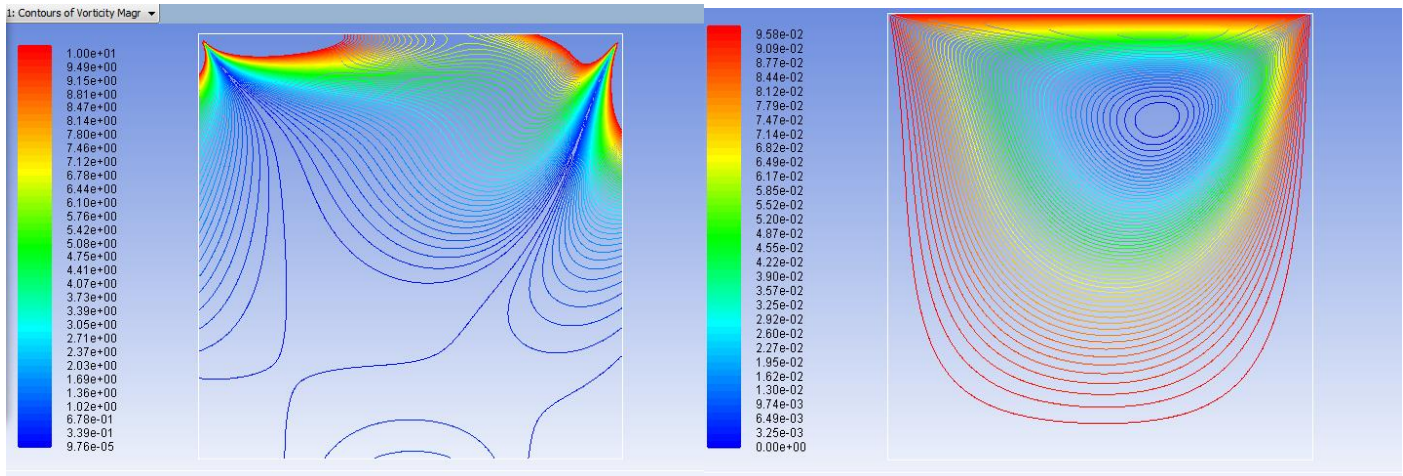 1: Contours of Vorticity Magr
1.00e+01
9.49e+00
9.15e+00
8.81e+00
8.47e+00
8.14e+00
7.80e+00
7.46e+00
7.12e+00
6.78e+00
6.44e+00
6.10e+00
5.76e+00
5.42e+00
5.08e+00
4.75e+00
4.41e+00
4.07e+00
3.73e+00
3.39e+00
3.05e+00
2.71e+00
2.37e+00
2.03e+00
1.69e+00
1.36e+00
1.02e+00
6.78e-01
3.39e-01
9.76e-05
9.58e-02
9.09e-02
8.77e-02
8.44e-02
8.12e-02
7.79e-02
7.47e-02
7.14e-02
6.82e-02
6.49e-02
6.17e-02
5.85e-02
5.52e-02
5.20e-02
4.87e-02
4.55e-02
4.22e-02
3.90e-02
3.57e-02
3.25e-02
2.92e-02
2.60e-02
2.27e-02
1.95e-02
1.62e-02
1.30e-02
9.74e-03
6.49e-03
3.25e-03
0.00e+00